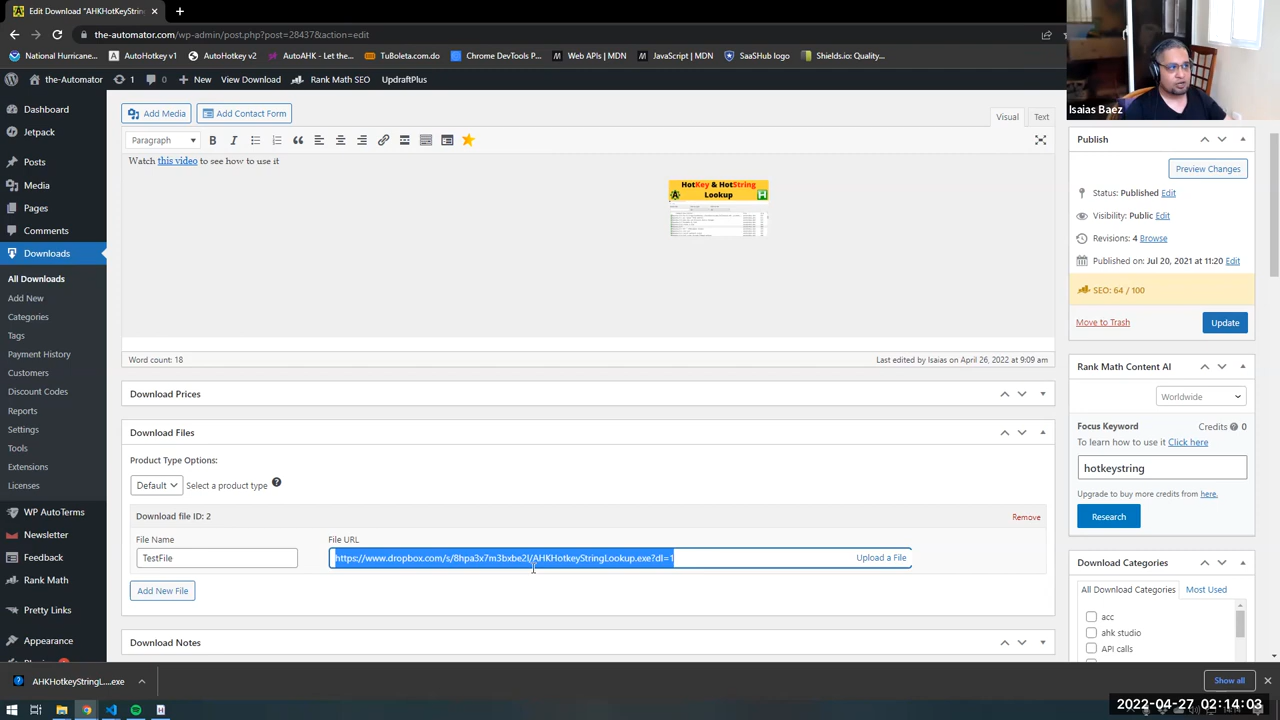 Edit Download "AHK Hotkey Strin
the-automator.com/wp-admin/post.php?post=28437&action=edit
National Hurricane... AutoHotkey v2 AutoAHK - Let the... TuBoleta.com.do Chrome DevTools P... Web APIs | MDN JavaScript | MDN SaaSHub logo Shields.io: Quality...
the-Automator 1 0 New View Download Rank Math SEO UpdraftPlus
Isaias Baez
Dashboard
Jetpack
Posts
Media
Pages
Comments
Downloads
All Downloads
Add New
Categories
Tags
Payment History
Customers
Discount Codes
Reports
Settings
Tools
Extensions
Licenses
WP AutoTerms
Newsletter
Feedback
Rank Math
Pretty Links
Appearance
Add Media Add Contact Form
Visual Text
Paragraph
Watch this video to see how to use it
HotKey & HotString
Lookup
Word count: 18 Last edited by Isaias on April 26, 2022 at 9:09 am
Download Prices
Download Files
Product Type Options:
Default Select a product type
Download file ID: 2 Remove
File Name File URL
TestFile https://www.dropbox.com/s/8hpa3x7m3bxbe2l/AHKHotkeyStringLookup.exe?dl=1 Upload a File
Add New File
Download Notes
Publish
Preview Changes
Status: Published Edit
Visibility: Public Edit
Revisions: 4 Browse
Published on: Jul 20, 2021 at 11:20 Edit
SEO: 64 / 100
Move to Trash Update
Rank Math Content AI
Worldwide
Focus Keyword Credits 0
To learn how to use it Click here
hotkeystring
Upgrade to buy more credits from here.
Research
Download Categories
All Download Categories Most Used
acc
ahk studio
API calls
AHKHotkeyStringL....exe Show all
2022-04-27 02:14:03